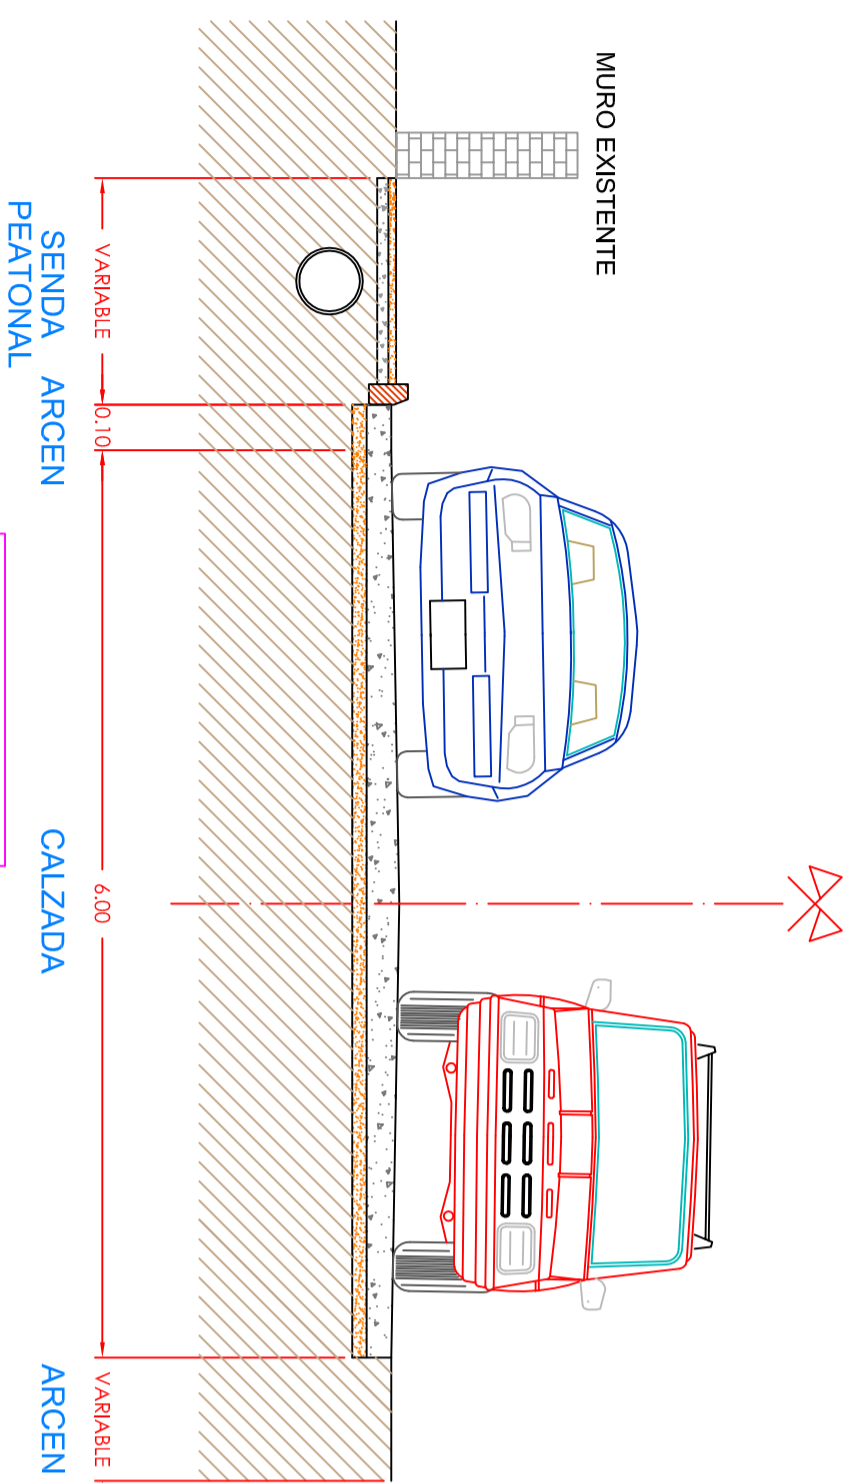 MURO EXISTENTE
VARIABLE
0.10
6.00
VARIABLE
SENDA
PEATONAL
ARCEN
CALZADA
ARCEN